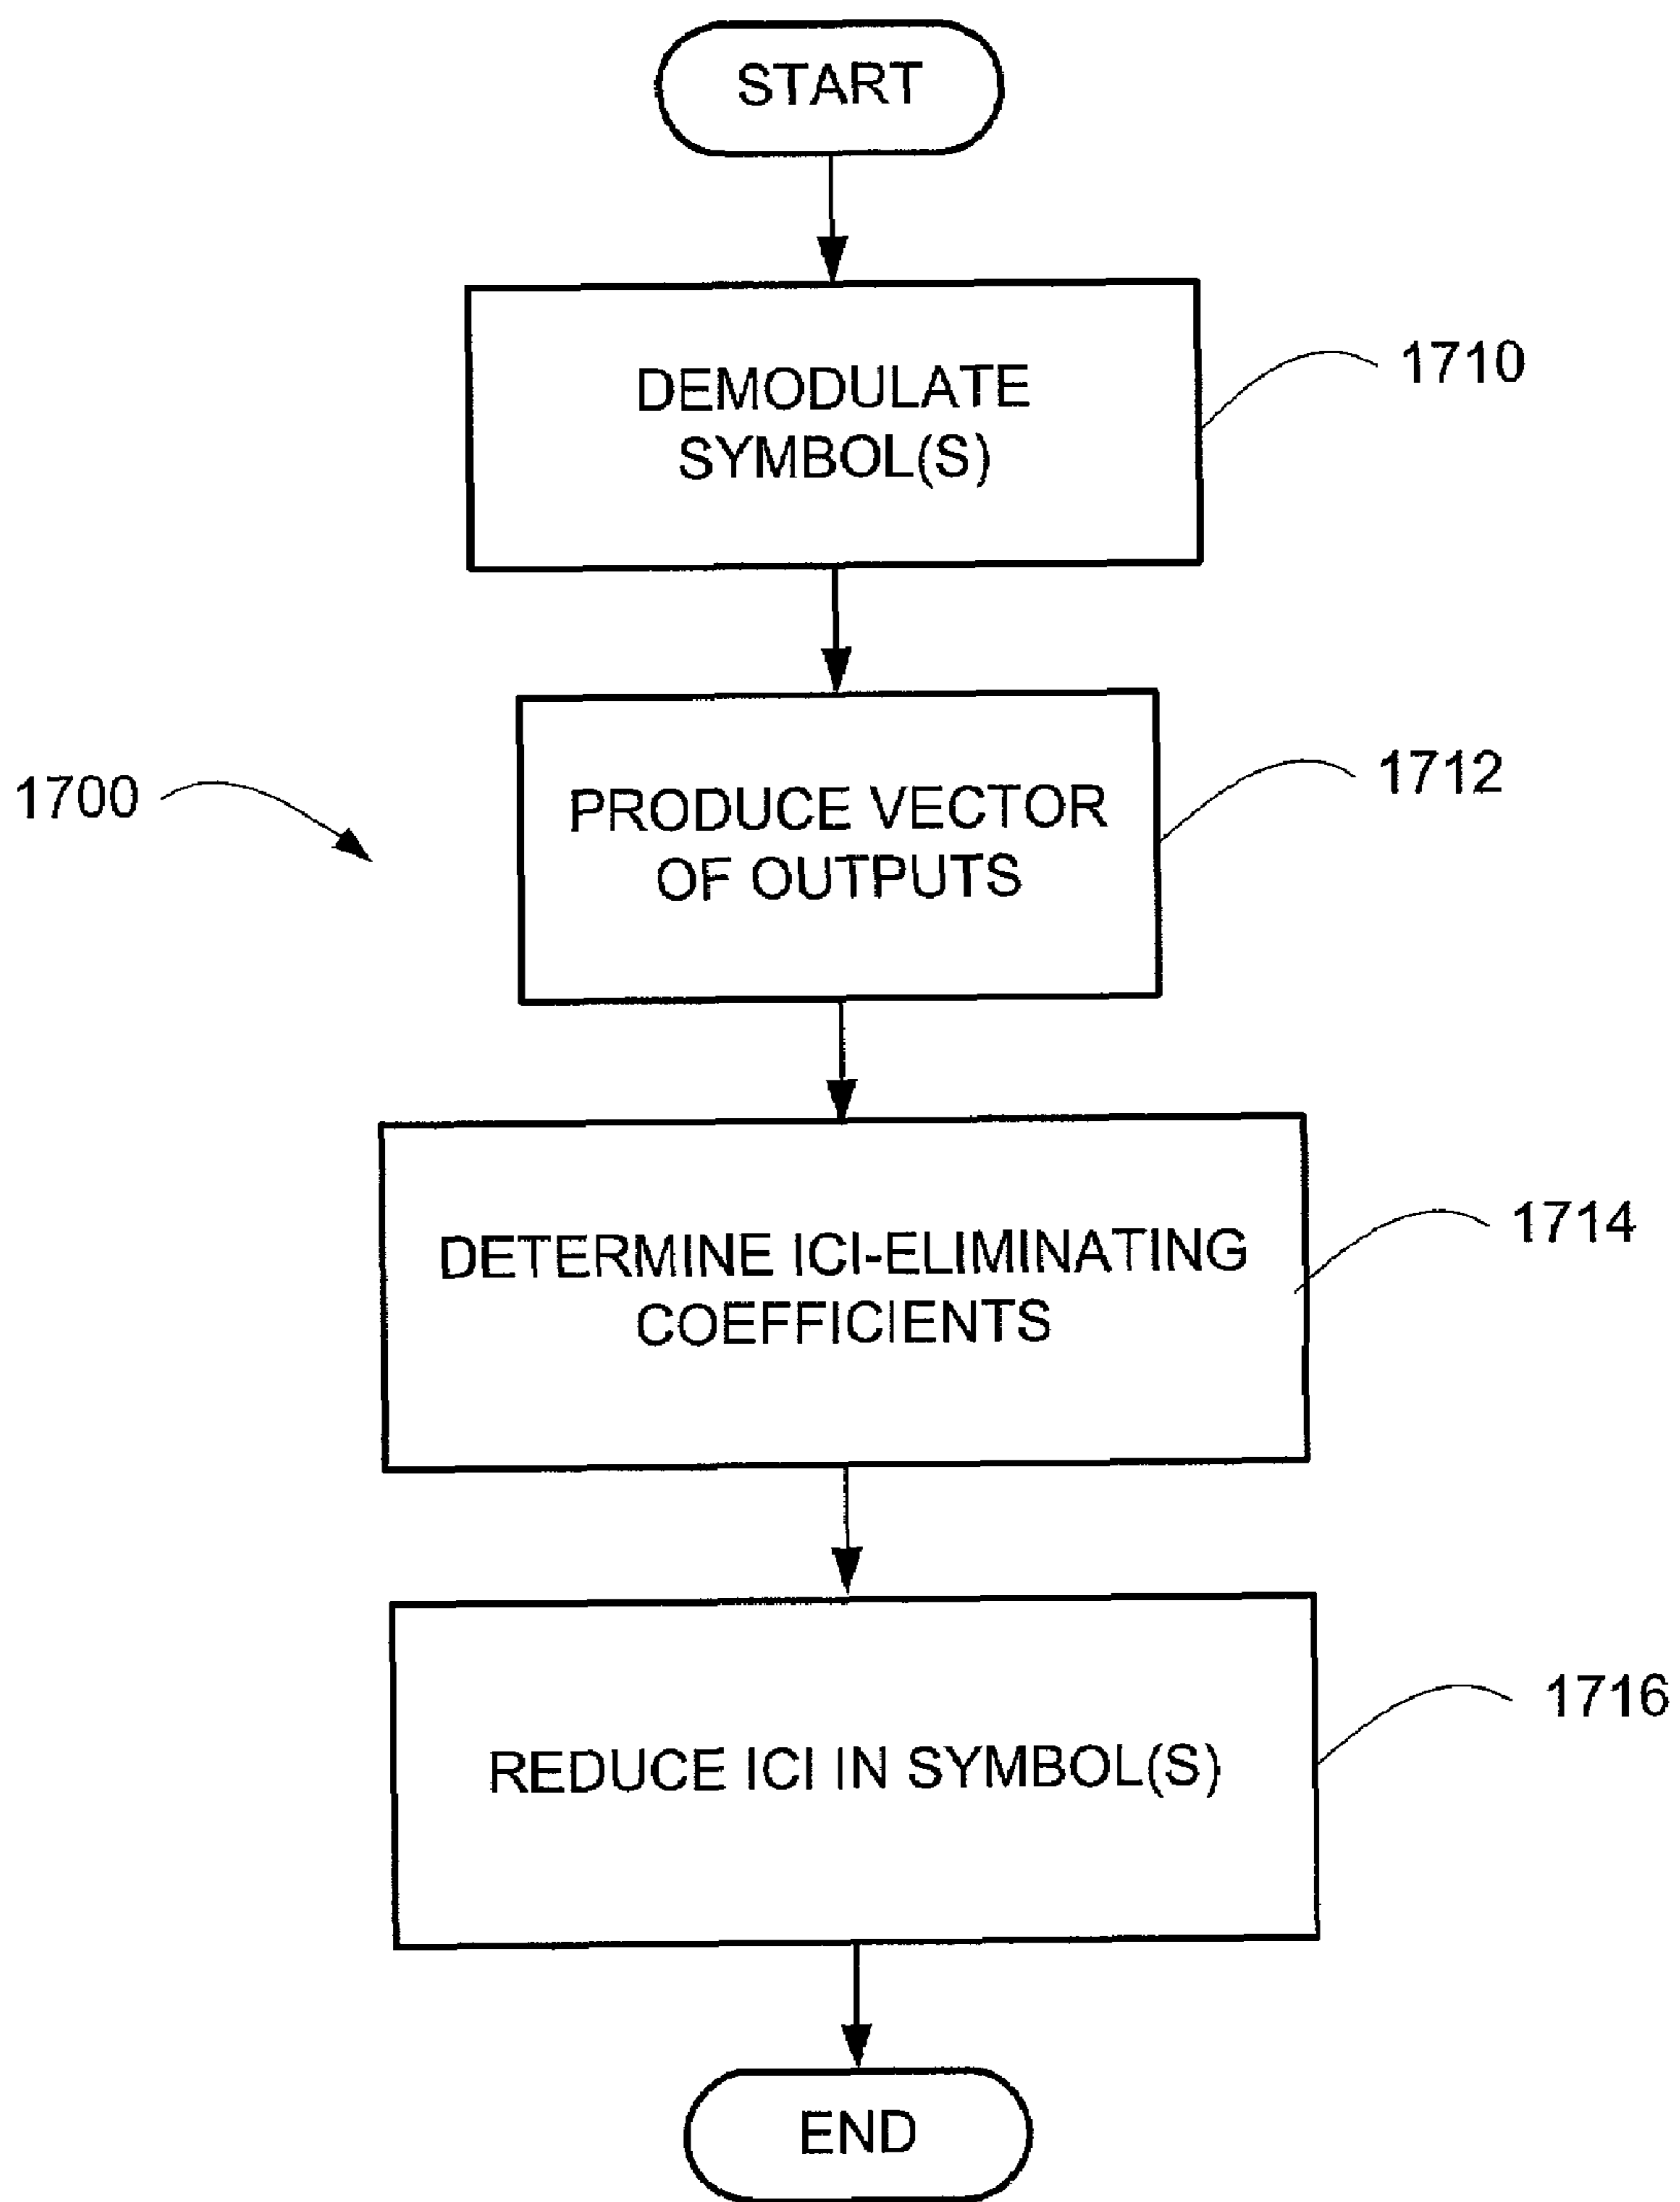 START
DEMODULATE
SYMBOL(S)
1710
PRODUCE VECTOR
OF OUTPUTS
1712
1700
DETERMINE ICI-ELIMINATING
COEFFICIENTS
1714
REDUCE ICI IN SYMBOL(S)
1716
END